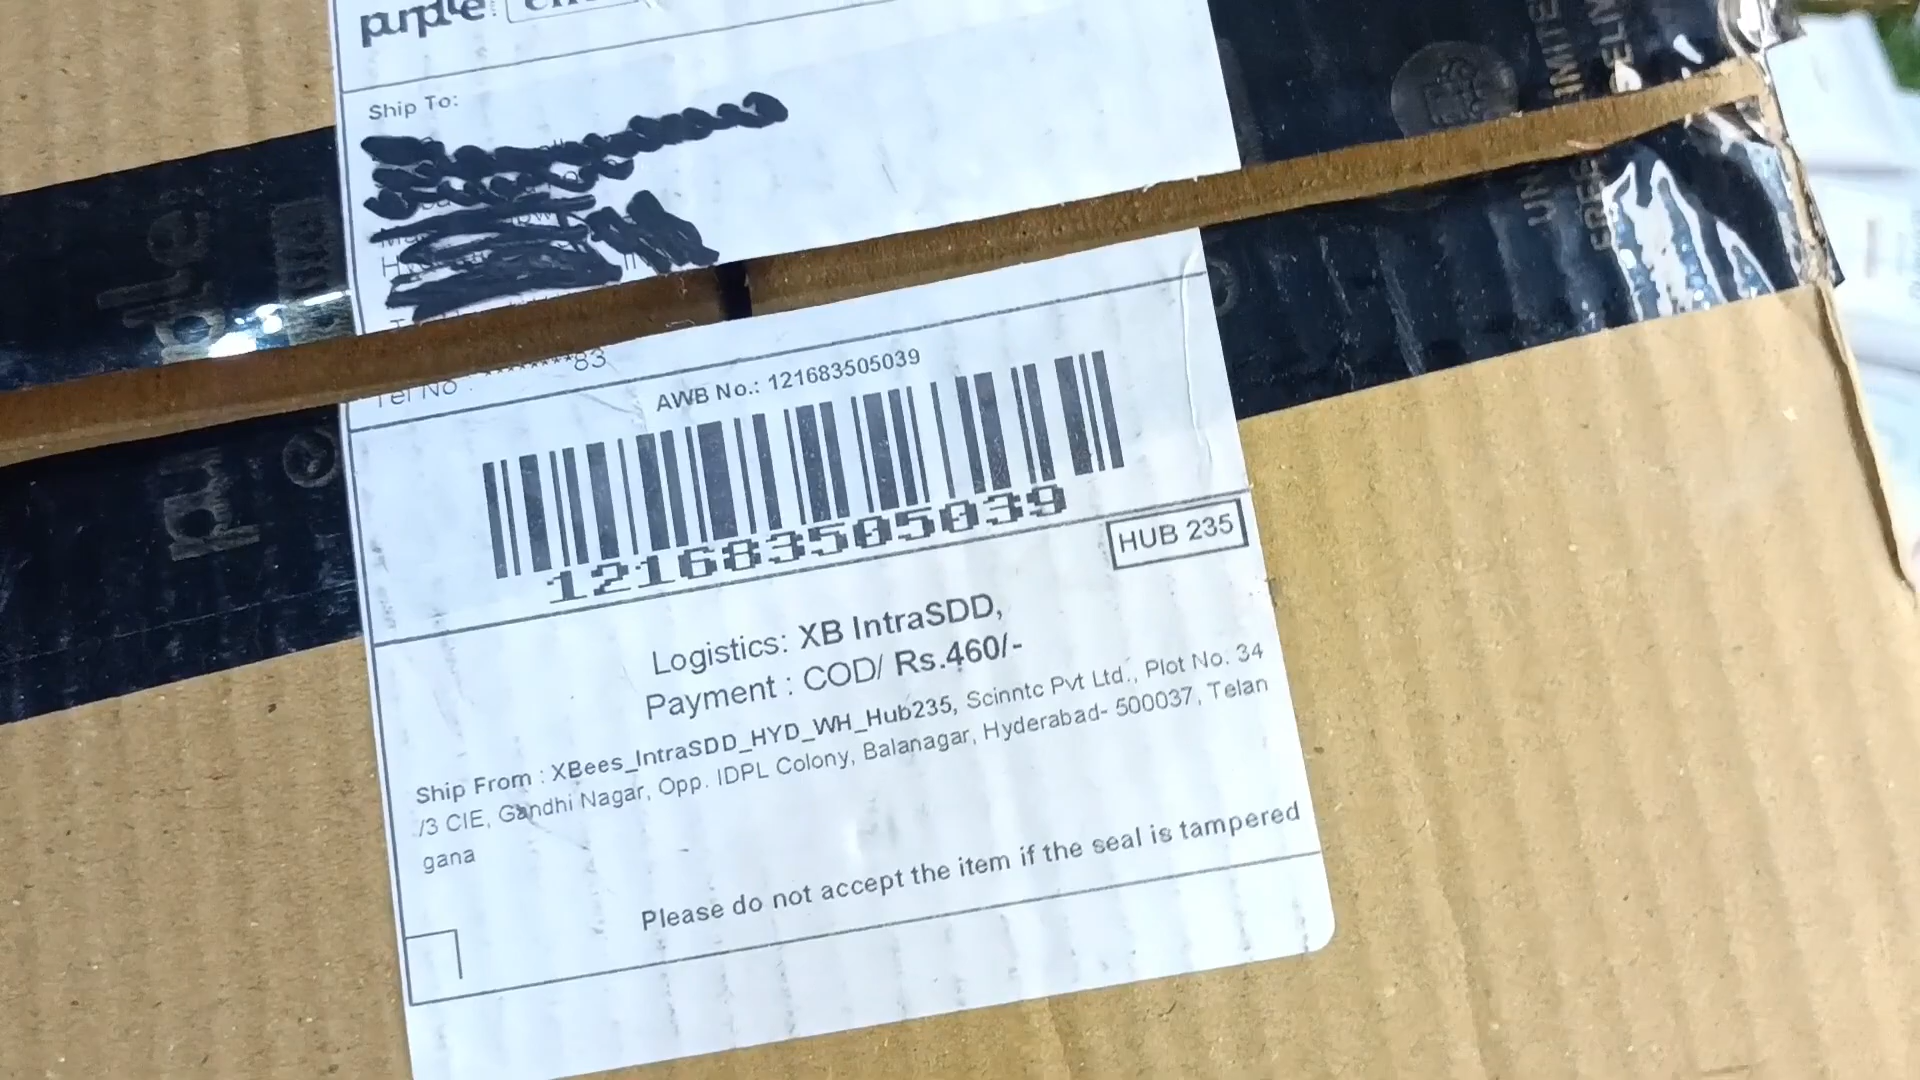 purplle
Ship To:
Tel No : *******83
AWB No.: 121683505039
121683505039
HUB 235
Logistics: XB IntraSDD,
Payment : COD/ Rs.460/-
Ship From : XBees_IntraSDD_HYD_WH_Hub235, Scinntc Pvt Ltd., Plot No. 34
/3 CIE, Gandhi Nagar, Opp. IDPL Colony, Balanagar, Hyderabad- 500037, Telan
gana
Please do not accept the item if the seal is tampered